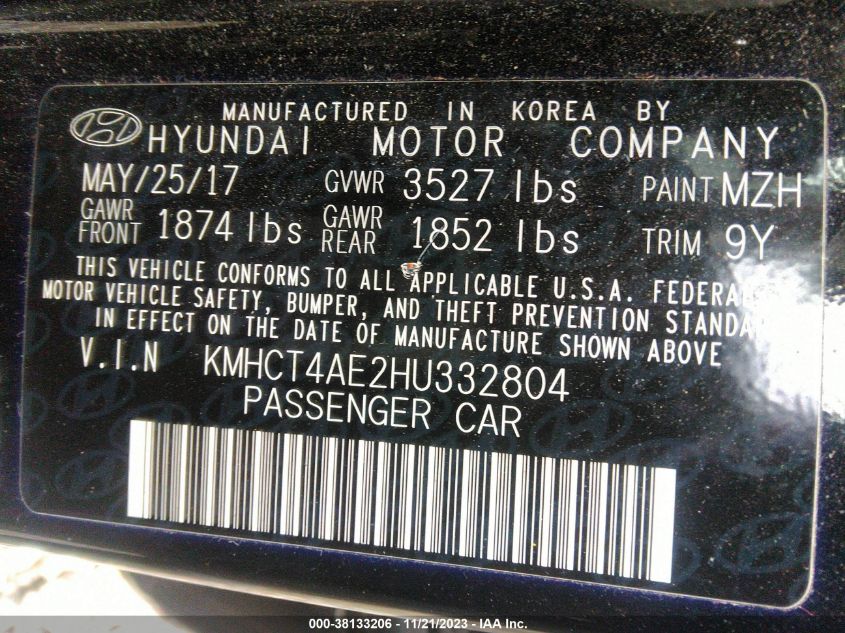 MANUFACTURED IN KOREA BY
HYUNDAI MOTOR COMPANY
MAY/25/17 GVWR 3527 lbs PAINT MZH
GAWR FRONT 1874 lbs GAWR REAR 1852 lbs TRIM 9Y
THIS VEHICLE CONFORMS TO ALL APPLICABLE U.S.A. FEDERAL
MOTOR VEHICLE SAFETY, BUMPER, AND THEFT PREVENTION
IN EFFECT ON THE DATE OF MANUFACTURE SHOWN ABOVE
V.I.N KMHCT4AE2HU332804
PASSENGER CAR
000-38133206 - 11/21/2023 - IAA Inc.